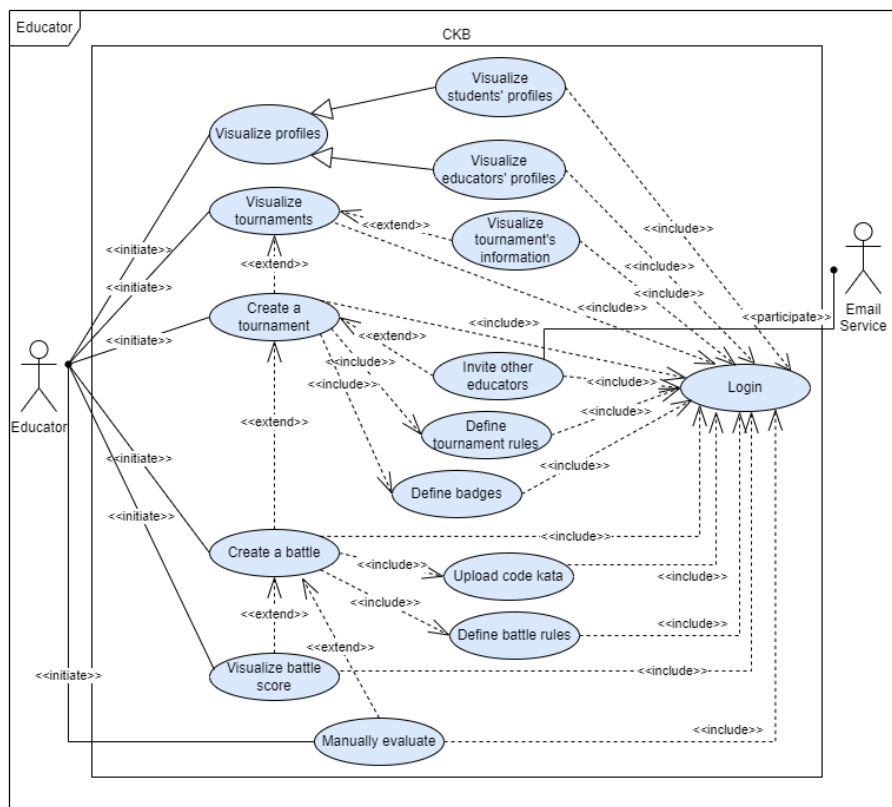 Educator
CKB
Visualize
students' profiles
Visualize profiles
Visualize
educators' profiles
Visualize
tournaments
<<extend>>
Visualize
tournament's
information
<<include>>
<<initiate>>
<<extend>>
<<include>>
<<initiate>>
<<include>>
<<include>>
Create a
tournament
<<initiate>>
<<extend>>
<<include>>
<<participate>>
Email
Service
<<include>>
Invite other
educators
<<include>>
<<include>>
Login
Educator
<<extend>>
Define
tournament rules
<<include>>
<<initiate>>
Define badges
<<include>>
<<initiate>>
Create a battle
<<include>>
<<include>>
Upload code kata
<<include>>
<<include>>
<<extend>>
Define battle rules
<<include>>
<<extend>>
Visualize battle
score
<<include>>
<<initiate>>
Manually evaluate
<<include>>